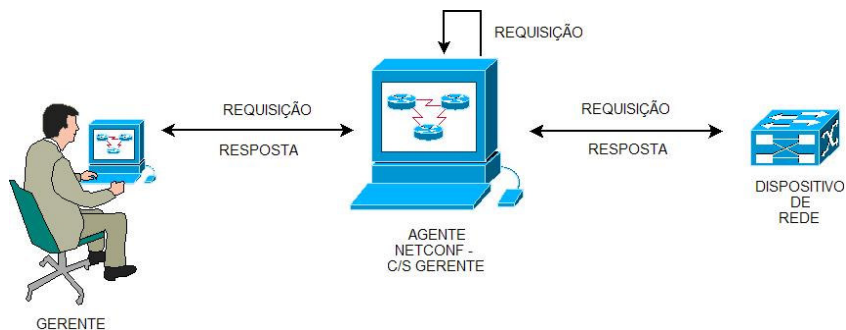 REQUISIÇÃO
REQUISIÇÃO
RESPOSTA
REQUISIÇÃO
RESPOSTA
DISPOSITIVO
DE
REDE
AGENTE
NETCONF -
C/S GERENTE
GERENTE